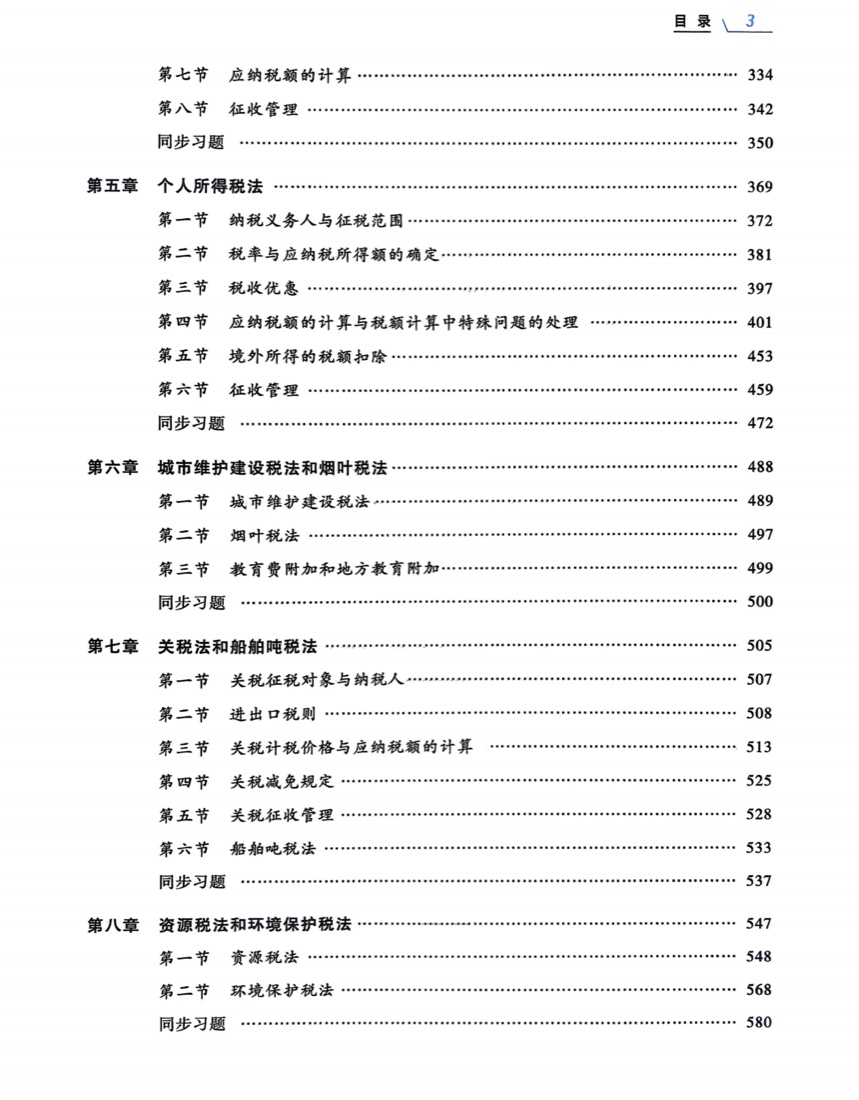 目 录 3
第七节 应纳税额的计算 …… 334
第八节 征收管理 …… 342
同步习题 …… 350
第五章 个人所得税法 …… 369
第一节 纳税义务人与征税范围 …… 372
第二节 税率与应纳税所得额的确定 …… 381
第三节 税收优惠 …… 397
第四节 应纳税额的计算与税额计算中特殊问题的处理 …… 401
第五节 境外所得的税额扣除 …… 453
第六节 征收管理 …… 459
同步习题 …… 472
第六章 城市维护建设税法和烟叶税法 …… 488
第一节 城市维护建设税法 …… 489
第二节 烟叶税法 …… 497
第三节 教育费附加和地方教育附加 …… 499
同步习题 …… 500
第七章 关税法和船舶吨税法 …… 505
第一节 关税征税对象与纳税人 …… 507
第二节 进出口税则 …… 508
第三节 关税计税价格与应纳税额的计算 …… 513
第四节 关税减免规定 …… 525
第五节 关税征收管理 …… 528
第六节 船舶吨税法 …… 533
同步习题 …… 537
第八章 资源税法和环境保护税法 …… 547
第一节 资源税法 …… 548
第二节 环境保护税法 …… 568
同步习题 …… 580